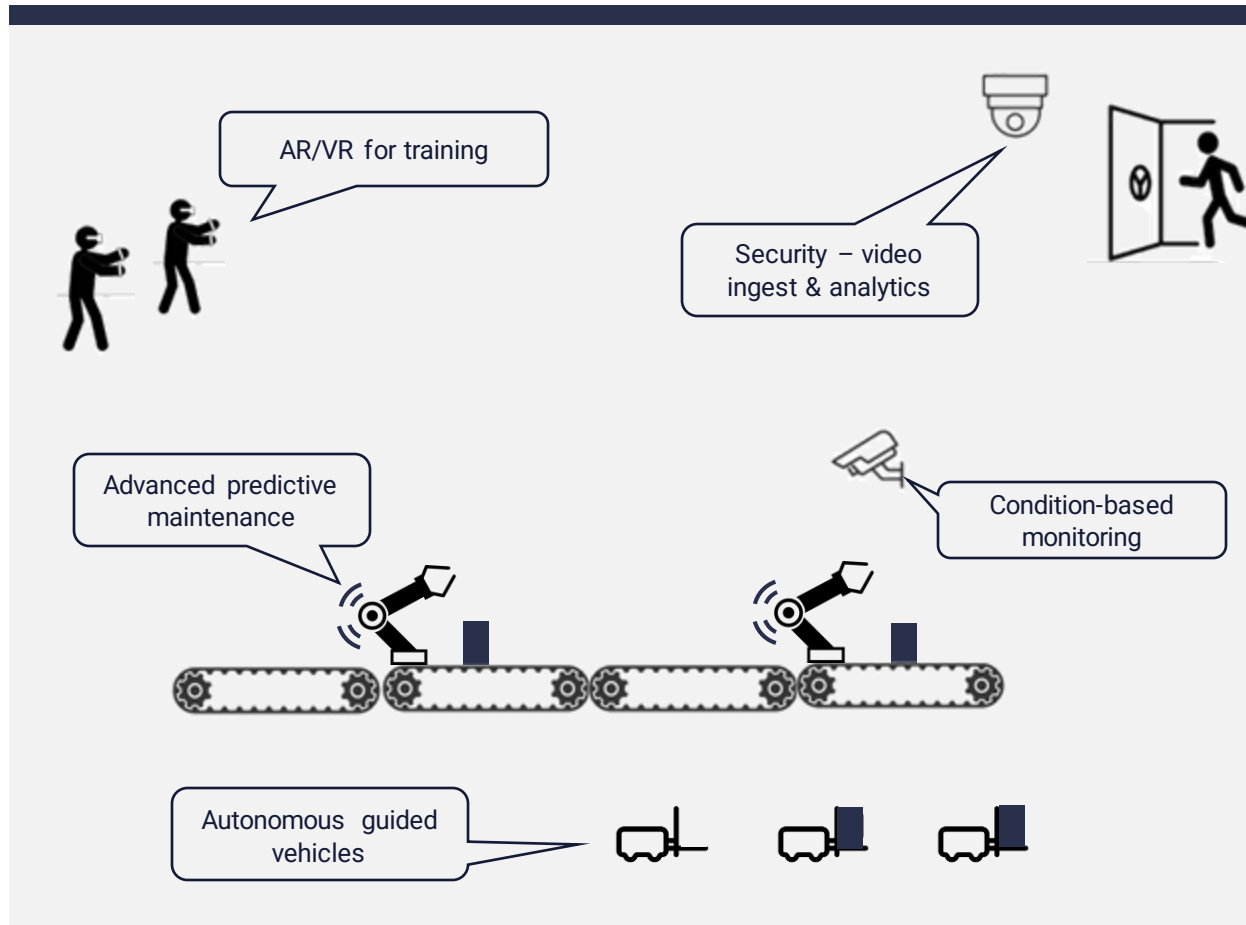 AR/VR for training
Security – video
ingest & analytics
Advanced predictive
maintenance
Condition-based
monitoring
Autonomous guided
vehicles